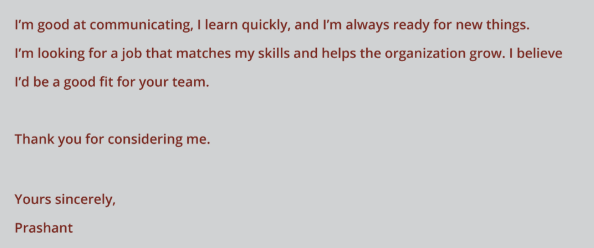 I’m good at communicating, I learn quickly, and I’m always ready for new things.
I’m looking for a job that matches my skills and helps the organization grow. I believe
I’d be a good fit for your team.
Thank you for considering me.
Yours sincerely,
Prashant